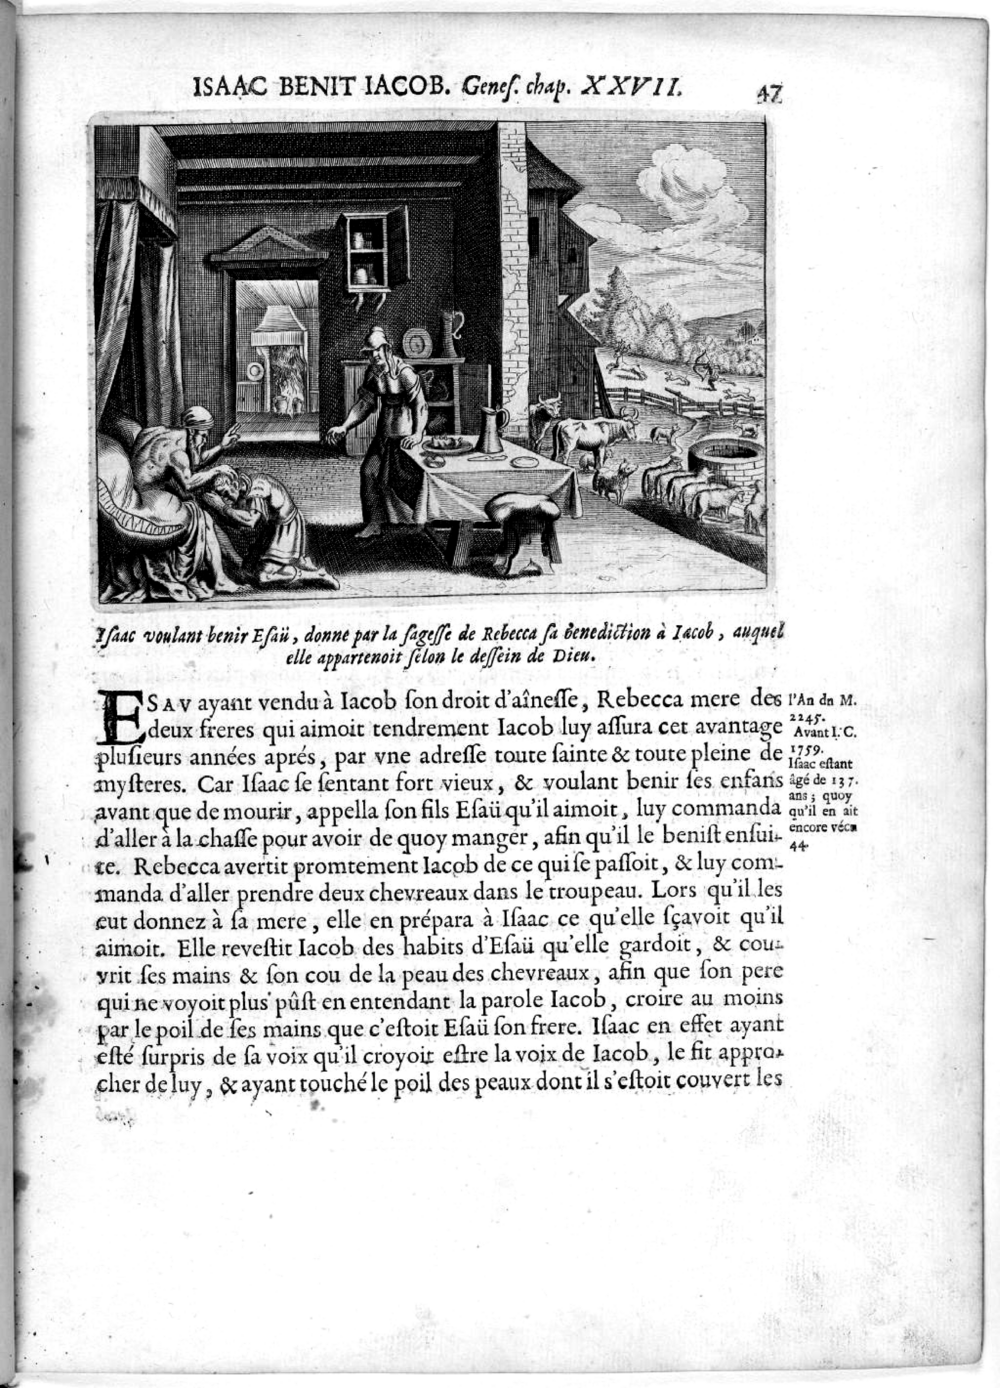 ISAAC BENIT IACOB. Geneſ. chap. XXVII. 47
Iſaac voulant benir Eſaü, donne par la ſageſſe de Rebecca ſa benediction à Iacob, auquel
elle appartenoit ſelon le deſſein de Dieu.
ESAV ayant vendu à Iacob ſon droit d'aîneſſe, Rebecca mere des
deux freres qui aimoit tendrement Iacob luy aſſura cet avantage
pluſieurs années aprés, par vne adreſſe toute ſainte & toute pleine de
myſteres. Car Iſaac ſe ſentant fort vieux, & voulant benir ſes enfans
avant que de mourir, appella ſon fils Eſaü qu'il aimoit, luy commanda
d'aller à la chaſſe pour avoir de quoy manger, afin qu'il le beniſt enſui-
te. Rebecca avertit promtement Iacob de ce qui ſe paſſoit, & luy com-
manda d'aller prendre deux chevreaux dans le troupeau. Lors qu'il les
eut donnez à ſa mere, elle en prépara à Iſaac ce qu'elle ſçavoit qu'il
aimoit. Elle reveſtit Iacob des habits d'Eſaü qu'elle gardoit, & cou-
vrit ſes mains & ſon cou de la peau des chevreaux, afin que ſon pere
qui ne voyoit plus pûſt en entendant la parole Iacob, croire au moins
par le poil de ſes mains que c'eſtoit Eſaü ſon frere. Iſaac en effet ayant
eſté ſurpris de ſa voix qu'il croyoit eſtre la voix de Iacob, le fit appro-
cher de luy, & ayant touché le poil des peaux dont il s'eſtoit couvert les
l'An du M.
2245.
Avant I. C.
1759.
Iſaac eſtant
âgé de 137.
ans; quoy
qu'il en ait
encore vécu
44.